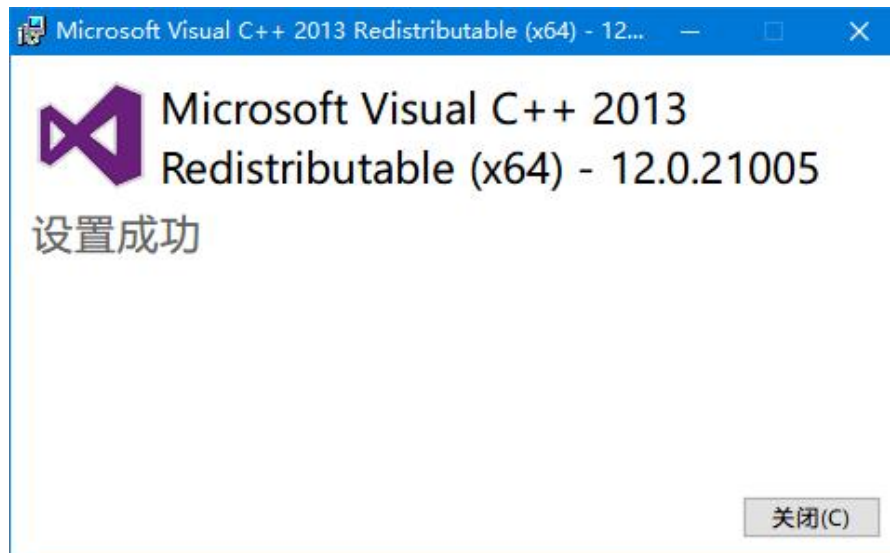 Microsoft Visual C++ 2013 Redistributable (x64) - 12...
Microsoft Visual C++ 2013
Redistributable (x64) - 12.0.21005
设置成功
关闭(C)